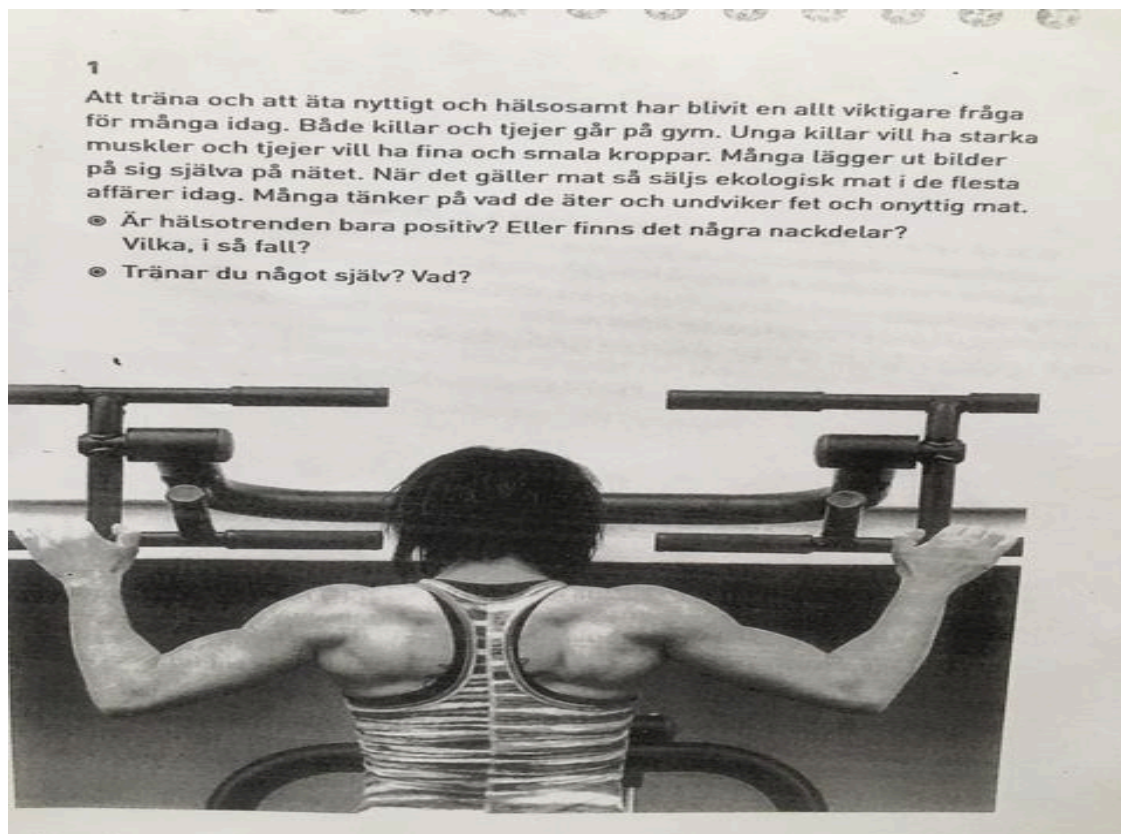 1
Att träna och att äta nyttigt och hälsosamt har blivit en allt viktigare fråga
för många idag. Både killar och tjejer går på gym. Unga killar vill ha starka
muskler och tjejer vill ha fina och smala kroppar. Många lägger ut bilder
på sig själva på nätet. När det gäller mat så säljs ekologisk mat i de flesta
affärer idag. Många tänker på vad de äter och undviker fet och onyttig mat.
Är hälsotrenden bara positiv? Eller finns det några nackdelar?
Vilka, i så fall?
Tränar du något själv? Vad?